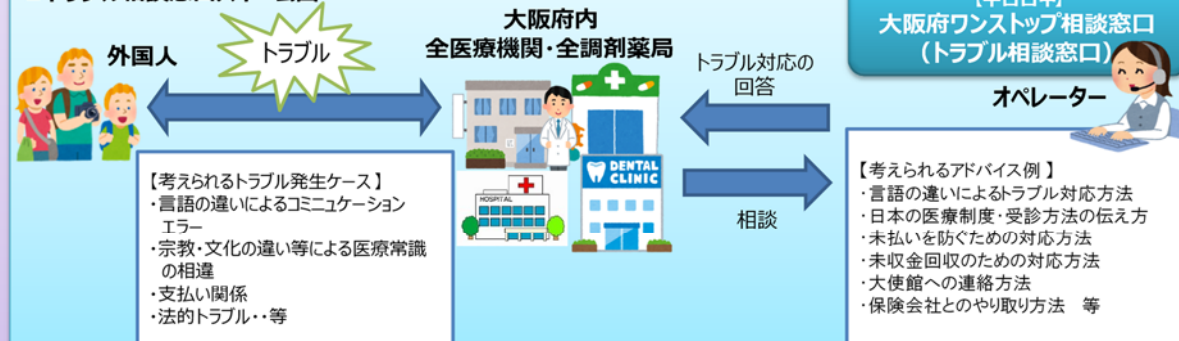 外国人
トラブル
大阪府内
全医療機関・全調剤薬局
トラブル対応の
回答
相談
大阪府ワンストップ相談窓口
(トラブル相談窓口)
オペレーター
DENTAL
CLINIC
HOSPITAL
【考えられるトラブル発生ケース】
・言語の違いによるコミニュケーション
エラー
・宗教・文化の違い等による医療常識
の相違
・支払い関係
・法的トラブル・・等
【考えられるアドバイス例 】
・言語の違いによるトラブル対応方法
・日本の医療制度・受診方法の伝え方
・未払いを防ぐための対応方法
・未収金回収のための対応方法
・大使館への連絡方法
・保険会社とのやり取り方法　等